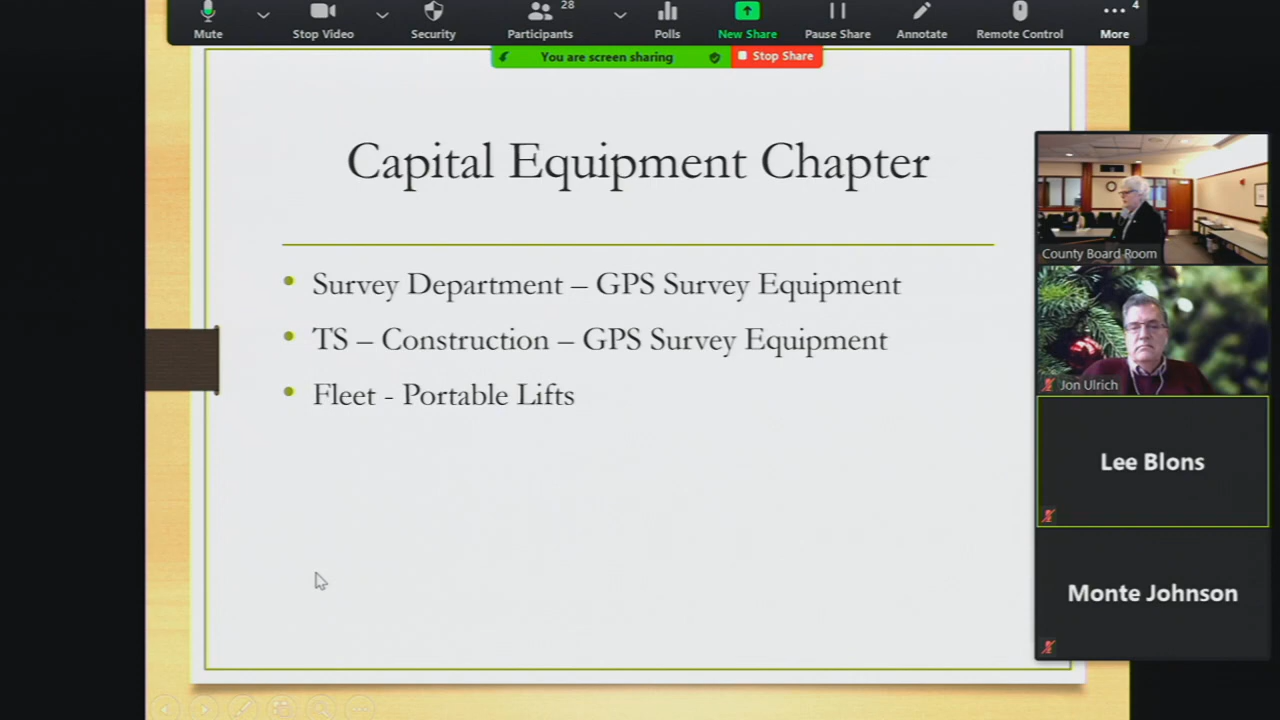 Mute
Stop Video
Security
28
Participants
Polls
New Share
Pause Share
Annotate
Remote Control
4
More
You are screen sharing
Stop Share
Capital Equipment Chapter
• Survey Department – GPS Survey Equipment
• TS – Construction – GPS Survey Equipment
• Fleet - Portable Lifts
County Board Room
Jon Ulrich
Lee Blons
Monte Johnson